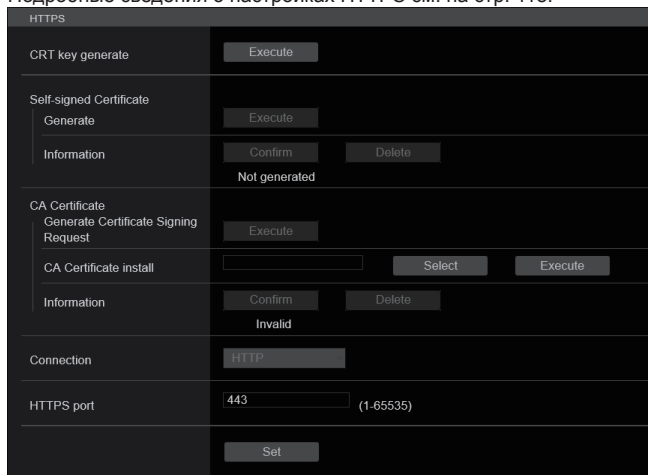 Подробные сведения о настройках HTTPS см. на стр. 113.
HTTPS
CRT key generate
Execute
Self-signed Certificate
Generate
Execute
Information
Confirm
Delete
Not generated
CA Certificate
Generate Certificate Signing
Request
Execute
CA Certificate install
Select
Execute
Information
Confirm
Delete
Invalid
Connection
HTTP
HTTPS port
443
(1-65535)
Set